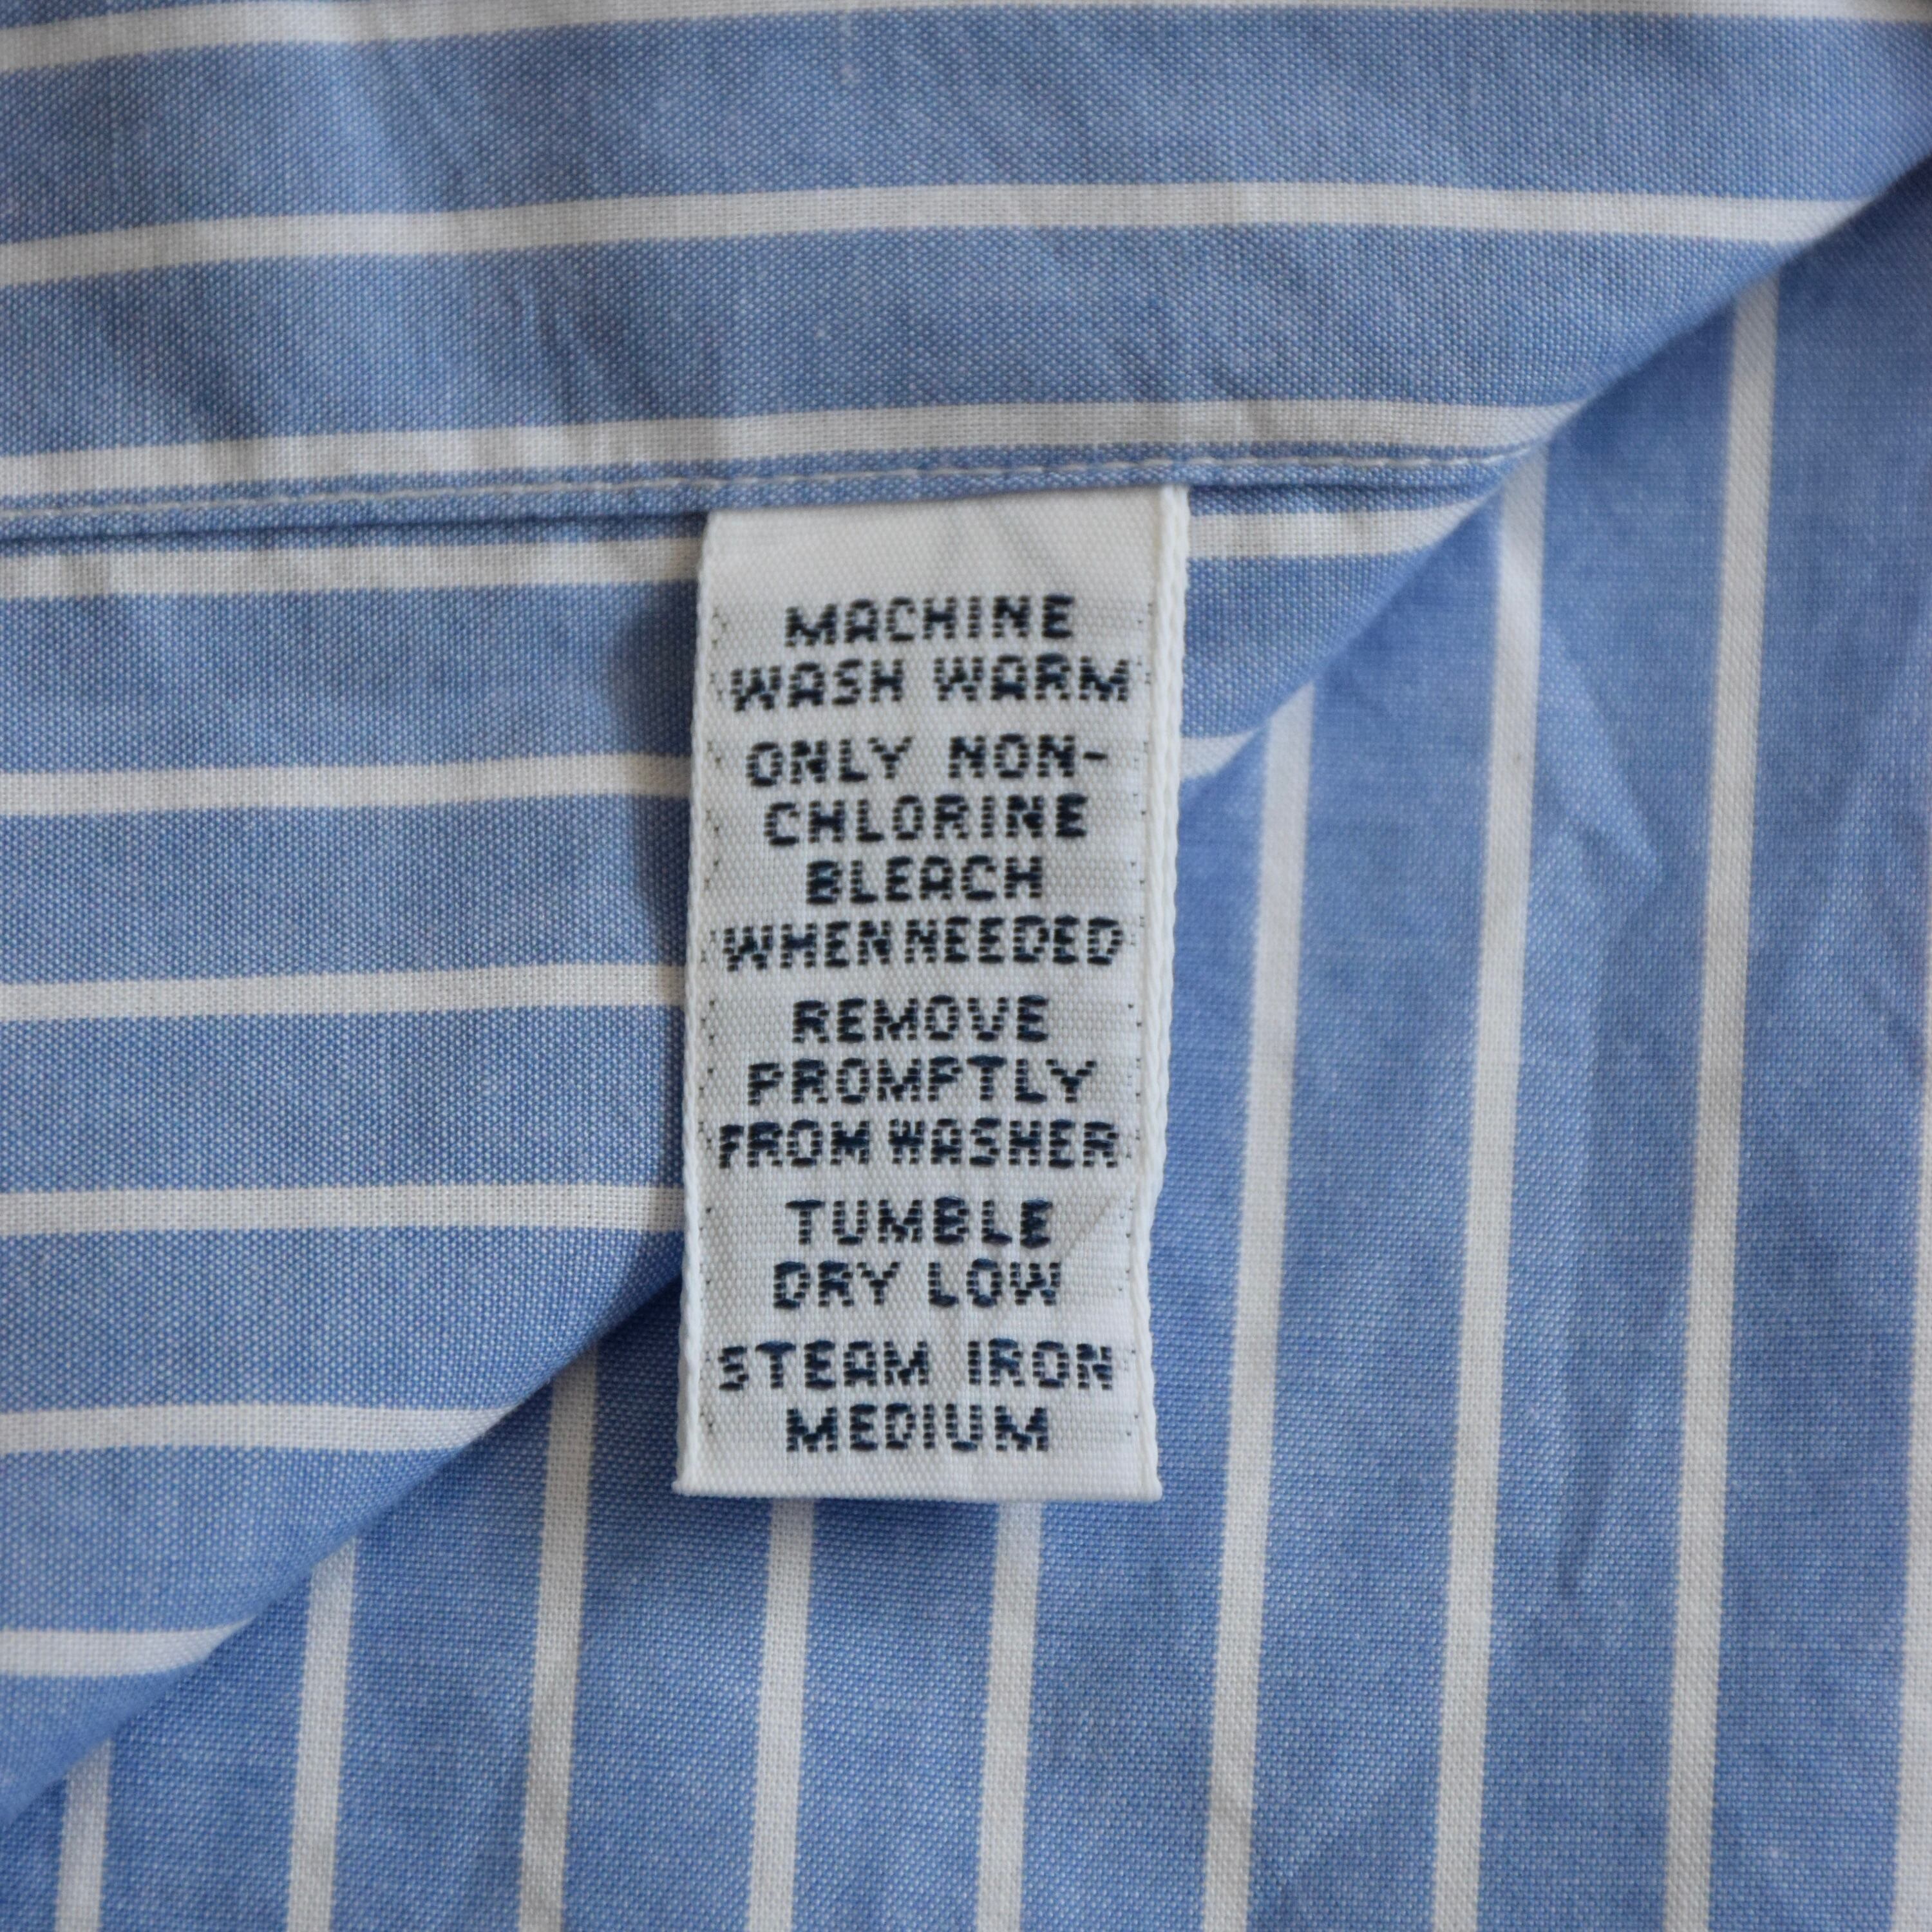 MACHINE
WASH WARM
ONLY NON-
CHLORINE
BLEACH
WHEN NEEDED
REMOVE
PROMPTLY
FROM WASHER
TUMBLE
DRY LOW
STEAM IRON
MEDIUM